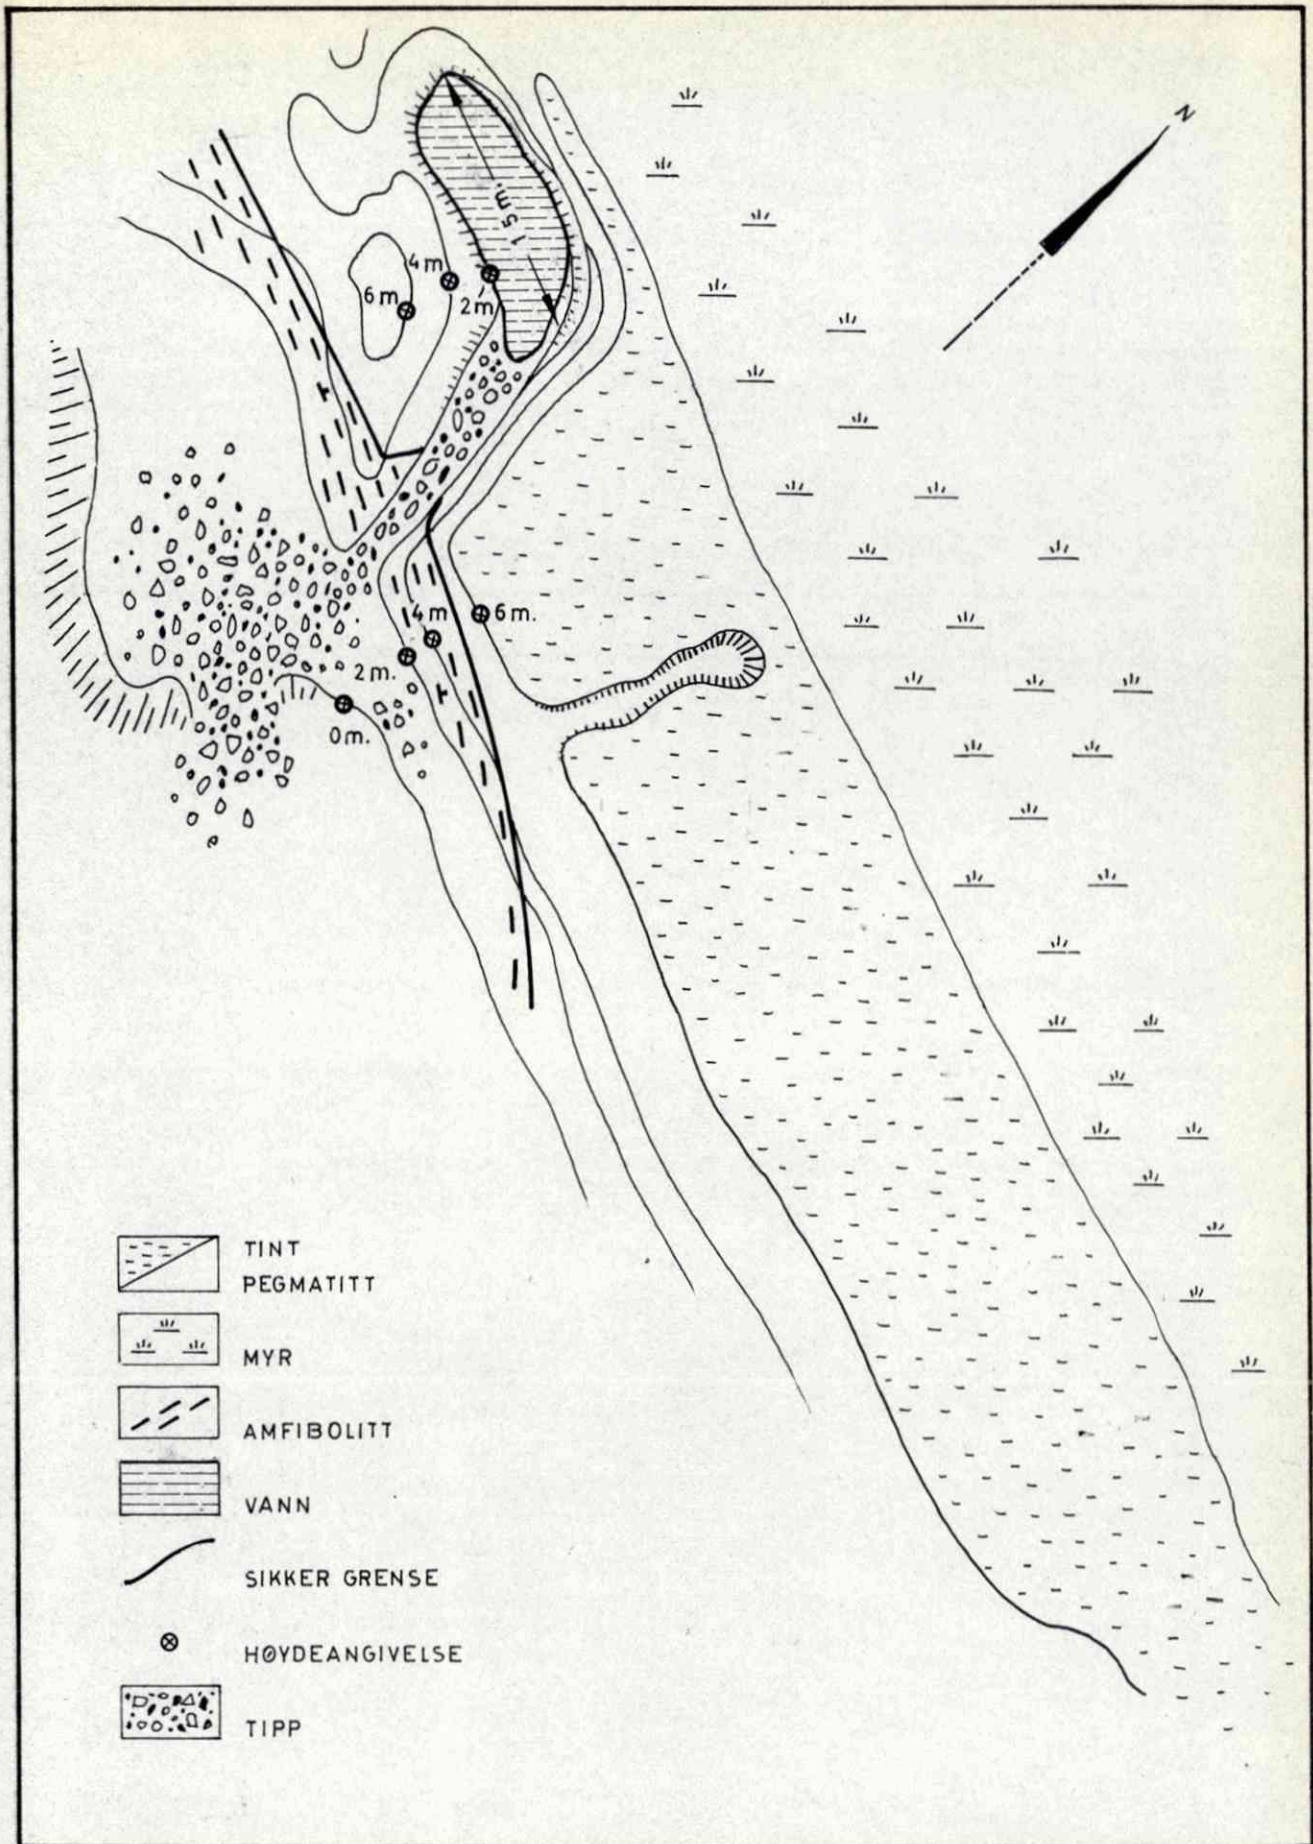 N
15 m.
4 m
6 m
2 m
4 m
6 m.
2 m.
0 m.
TINT
PEGMATITT
MYR
AMFIBOLITT
VANN
SIKKER GRENSE
HØYDEANGIVELSE
TIPP